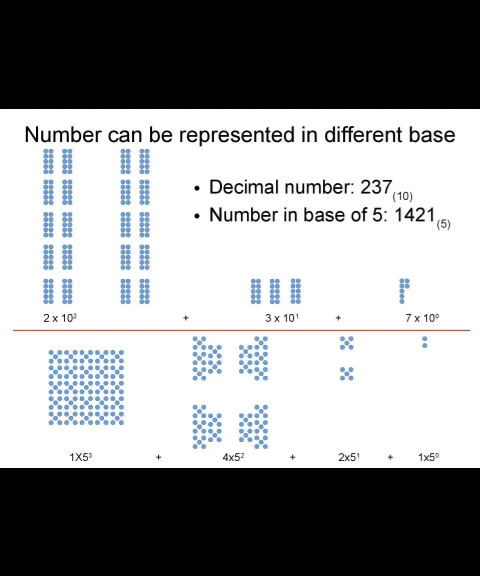 Number can be represented in different base
• Decimal number: 237(10)
• Number in base of 5: 1421(5)
2 x 10² + 3 x 10¹ + 7 x 10⁰
1X5³ + 4x5² + 2x5¹ + 1x5⁰